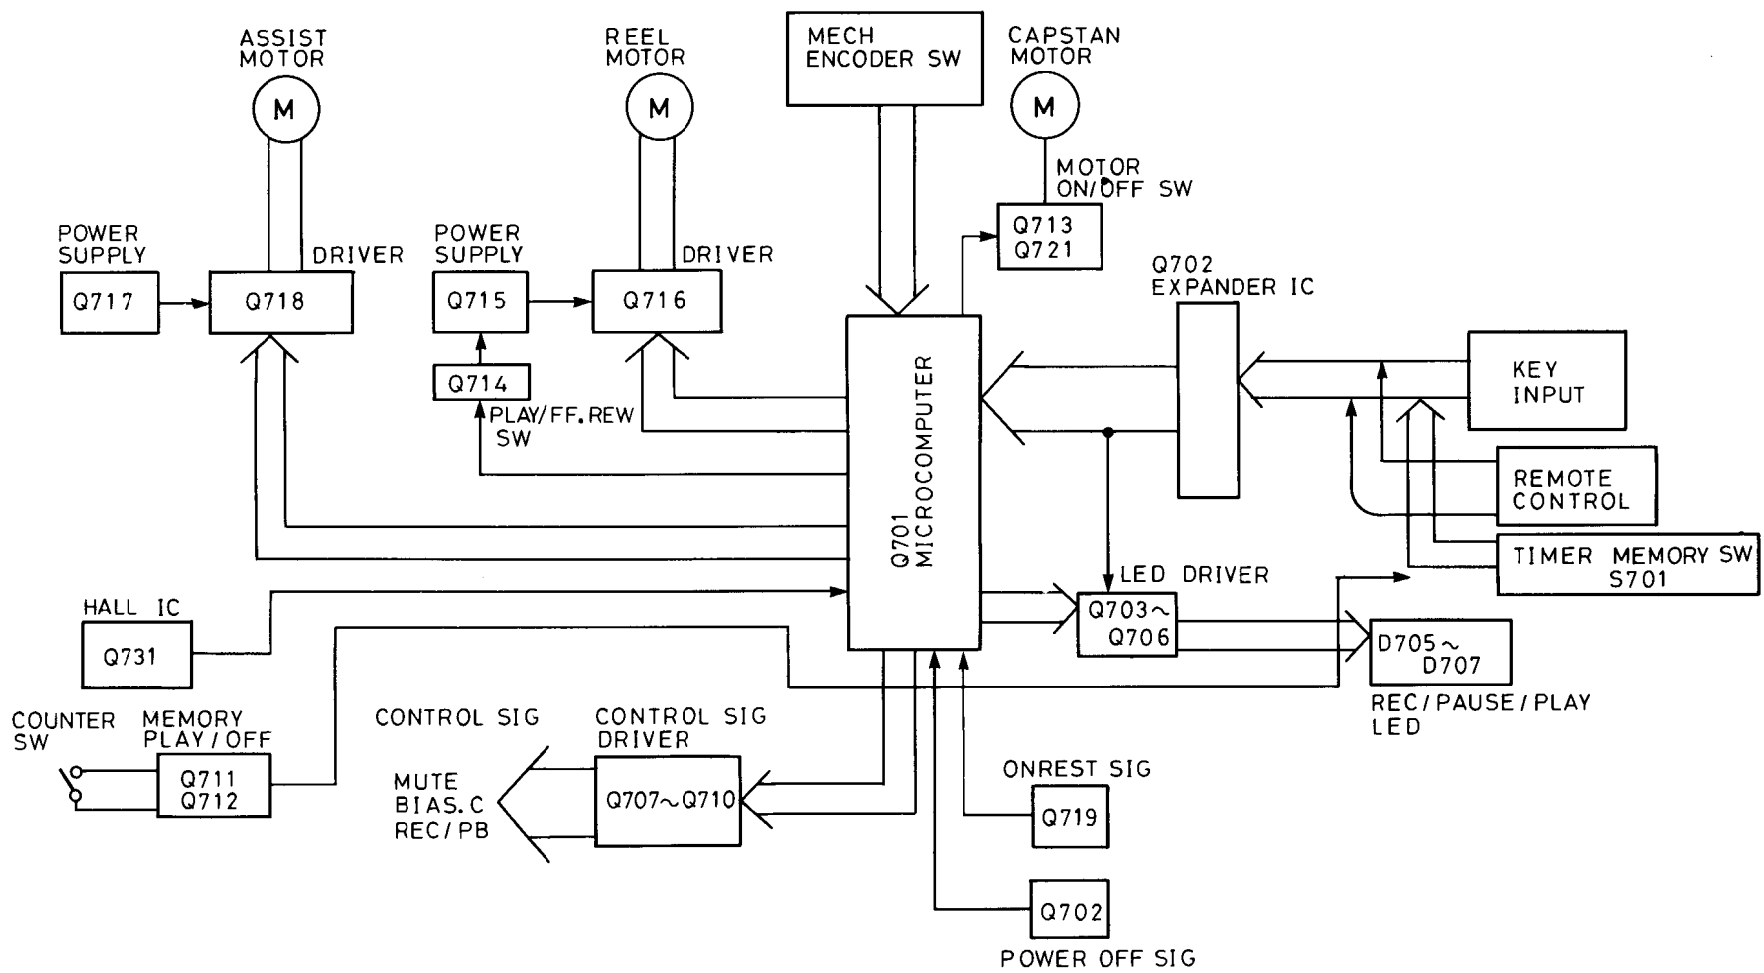 ASSIST
MOTOR
M
REEL
MOTOR
M
MECH
ENCODER SW
CAPSTAN
MOTOR
M
MOTOR
ON/OFF SW
Q713
Q721
POWER
SUPPLY
Q717
DRIVER
Q718
POWER
SUPPLY
Q715
DRIVER
Q716
Q714
PLAY/FF.REW
SW
Q701
MICROCOMPUTER
Q702
EXPANDER IC
KEY
INPUT
REMOTE
CONTROL
TIMER MEMORY SW
S701
LED DRIVER
Q703~
Q706
D705~
D707
REC/PAUSE/PLAY
LED
HALL IC
Q731
COUNTER
SW
MEMORY
PLAY/OFF
Q711
Q712
CONTROL SIG
MUTE
BIAS.C
REC/PB
CONTROL SIG
DRIVER
Q707~Q710
ONREST SIG
Q719
Q702
POWER OFF SIG